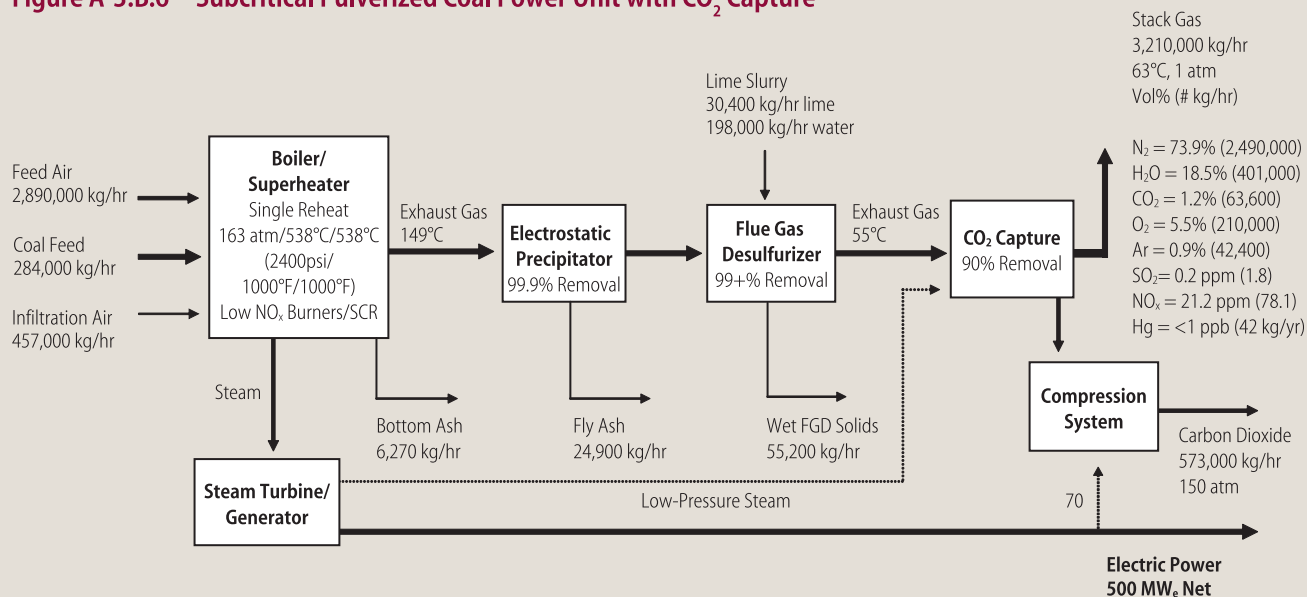 Figure A-3.B.6 Subcritical Pulverized Coal Power Unit with CO₂ Capture
Stack Gas
3,210,000 kg/hr
63°C, 1 atm
Vol% (# kg/hr)
N₂ = 73.9% (2,490,000)
H₂O = 18.5% (401,000)
CO₂ = 1.2% (63,600)
O₂ = 5.5% (210,000)
Ar = 0.9% (42,400)
SO₂= 0.2 ppm (1.8)
NOₓ = 21.2 ppm (78.1)
Hg = <1 ppb (42 kg/yr)
Lime Slurry
30,400 kg/hr lime
198,000 kg/hr water
Feed Air
2,890,000 kg/hr
Coal Feed
284,000 kg/hr
Infiltration Air
457,000 kg/hr
Boiler/
Superheater
Single Reheat
163 atm/538°C/538°C
(2400psi/
1000°F/1000°F)
Low NOₓ Burners/SCR
Exhaust Gas
149°C
Electrostatic
Precipitator
99.9% Removal
Flue Gas
Desulfurizer
99+% Removal
Exhaust Gas
55°C
CO₂ Capture
90% Removal
Steam
Bottom Ash
6,270 kg/hr
Fly Ash
24,900 kg/hr
Wet FGD Solids
55,200 kg/hr
Compression
System
Carbon Dioxide
573,000 kg/hr
150 atm
Steam Turbine/
Generator
Low-Pressure Steam
70
Electric Power
500 MWₑ Net